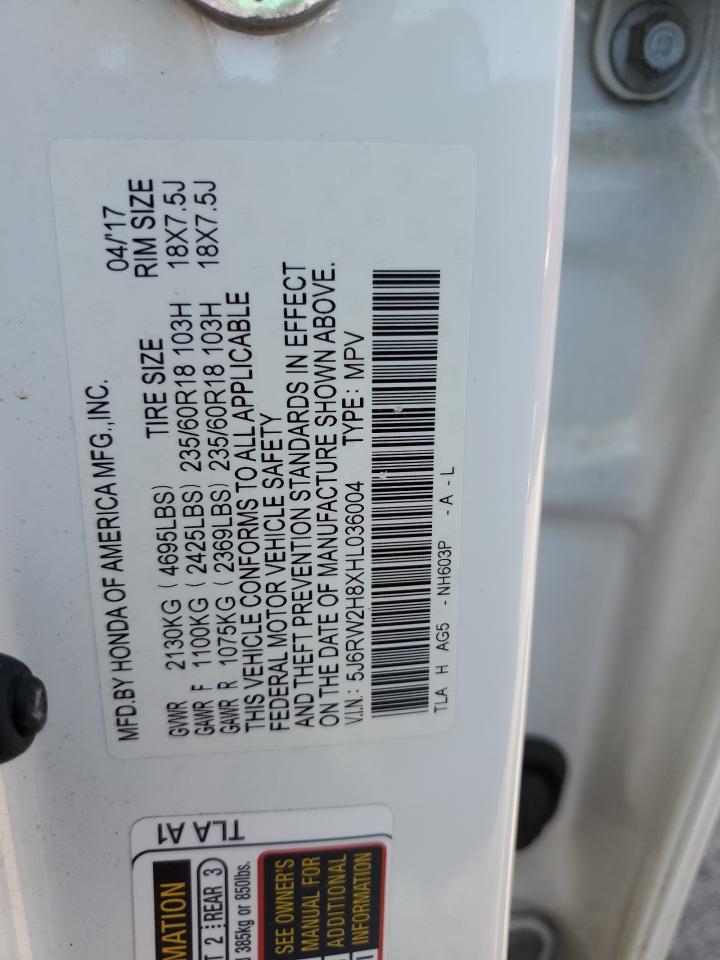 MFD.BY HONDA OF AMERICA MFG.,INC. 04/'17
GVWR 2130KG (4695LBS) TIRE SIZE RIM SIZE
GAWR F 1100KG (2425LBS) 235/60R18 103H 18X7.5J
GAWR R 1075KG (2369LBS) 235/60R18 103H 18X7.5J
THIS VEHICLE CONFORMS TO ALL APPLICABLE
FEDERAL MOTOR VEHICLE SAFETY
AND THEFT PREVENTION STANDARDS IN EFFECT
ON THE DATE OF MANUFACTURE SHOWN ABOVE.
V.I.N.: 5J6RW2H8XHL036004 TYPE: MPV
TLA H AG5 - NH603P - A - L
TLA A1
MATION
T 2 REAR 3
385kg or 850lbs.
SEE OWNER'S
MANUAL FOR
ADDITIONAL
INFORMATION